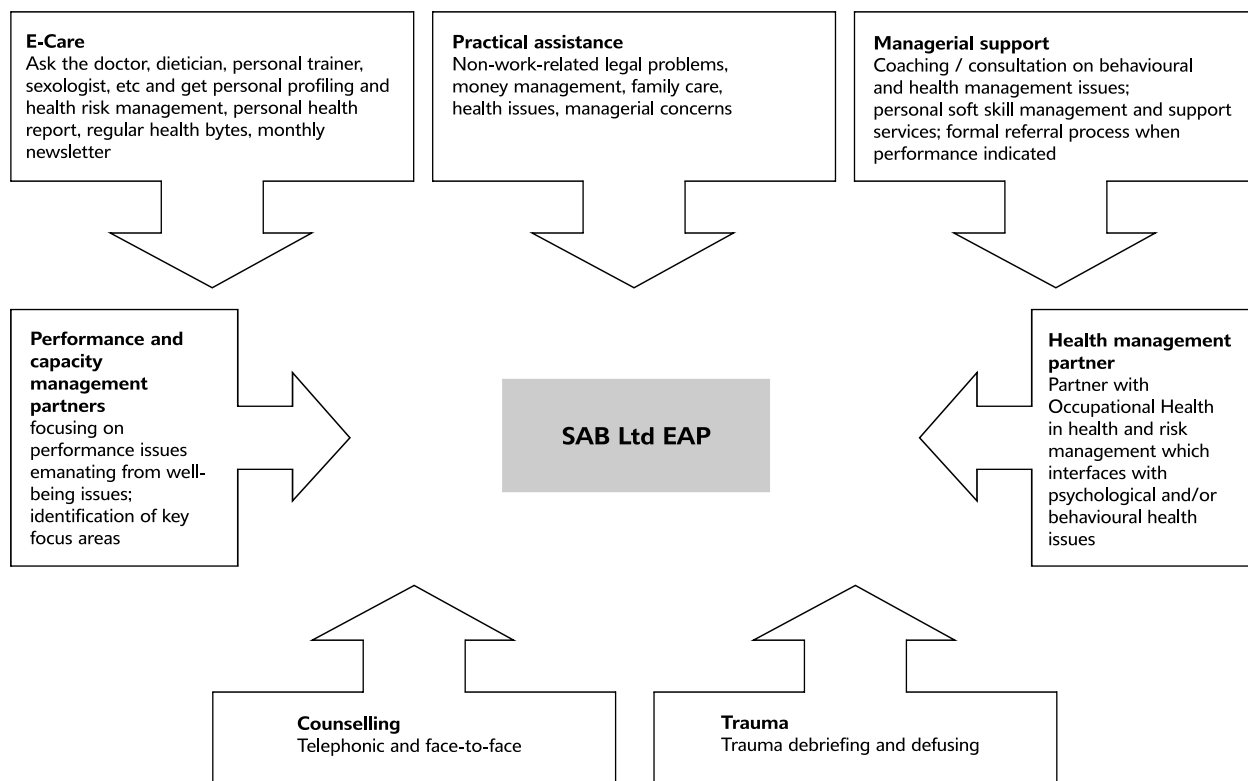 E-Care
Ask the doctor, dietician, personal trainer,
sexologist, etc and get personal profiling and
health risk management, personal health
report, regular health bytes, monthly
newsletter
Practical assistance
Non-work-related legal problems,
money management, family care,
health issues, managerial concerns
Managerial support
Coaching / consultation on behavioural
and health management issues;
personal soft skill management and support
services; formal referral process when
performance indicated
Performance and
capacity
management
partners
focusing on
performance issues
emanating from well-
being issues;
identification of key
focus areas
SAB Ltd EAP
Health management
partner
Partner with
Occupational Health
in health and risk
management which
interfaces with
psychological and/or
behavioural health
issues
Counselling
Telephonic and face-to-face
Trauma
Trauma debriefing and defusing